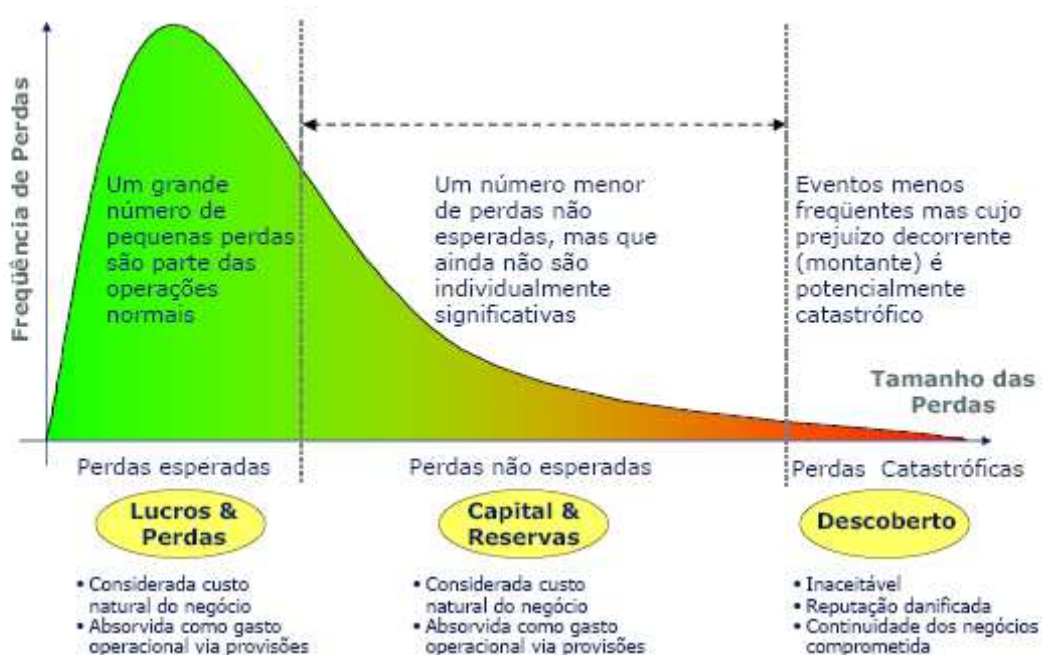 Freqüência de Perdas
Um grande
número de
pequenas perdas
são parte das
operações
normais
Um número menor
de perdas não
esperadas, mas que
ainda não são
individualmente
significativas
Eventos menos
freqüentes mas cujo
prejuízo decorrente
(montante) é
potencialmente
catastrófico
Tamanho das
Perdas
Perdas esperadas
Perdas não esperadas
Perdas Catastróficas
Lucros &
Perdas
Capital &
Reservas
Descoberto
• Considerada custo
natural do negócio
• Absorvida como gasto
operacional via provisões
• Considerada custo
natural do negócio
• Absorvida como gasto
operacional via provisões
• Inaceitável
• Reputação danificada
• Continuidade dos negócios
comprometida